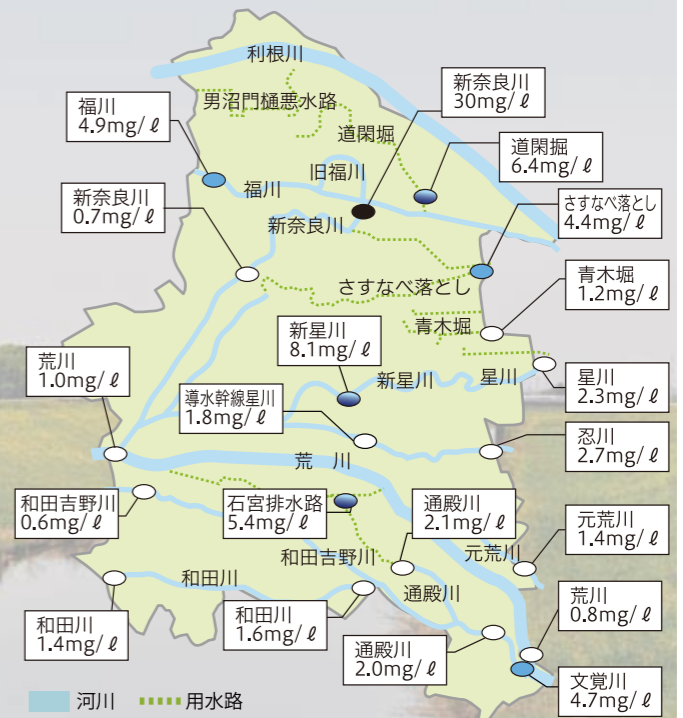 利根川
新奈良川
30mg/ℓ
福川
4.9mg/ℓ
男沼門樋悪水路
道閑堀
道閑堀
6.4mg/ℓ
旧福川
福川
新奈良川
0.7mg/ℓ
新奈良川
さすなべ落とし
4.4mg/ℓ
さすなべ落とし
青木堀
1.2mg/ℓ
青木堀
新星川
8.1mg/ℓ
荒川
1.0mg/ℓ
新星川
星川
星川
2.3mg/ℓ
導水幹線星川
1.8mg/ℓ
忍川
2.7mg/ℓ
荒川
和田吉野川
0.6mg/ℓ
石宮排水路
5.4mg/ℓ
通殿川
2.1mg/ℓ
元荒川
1.4mg/ℓ
元荒川
和田吉野川
和田川
通殿川
和田川
1.4mg/ℓ
和田川
1.6mg/ℓ
荒川
0.8mg/ℓ
通殿川
2.0mg/ℓ
文覚川
4.7mg/ℓ
河川
用水路